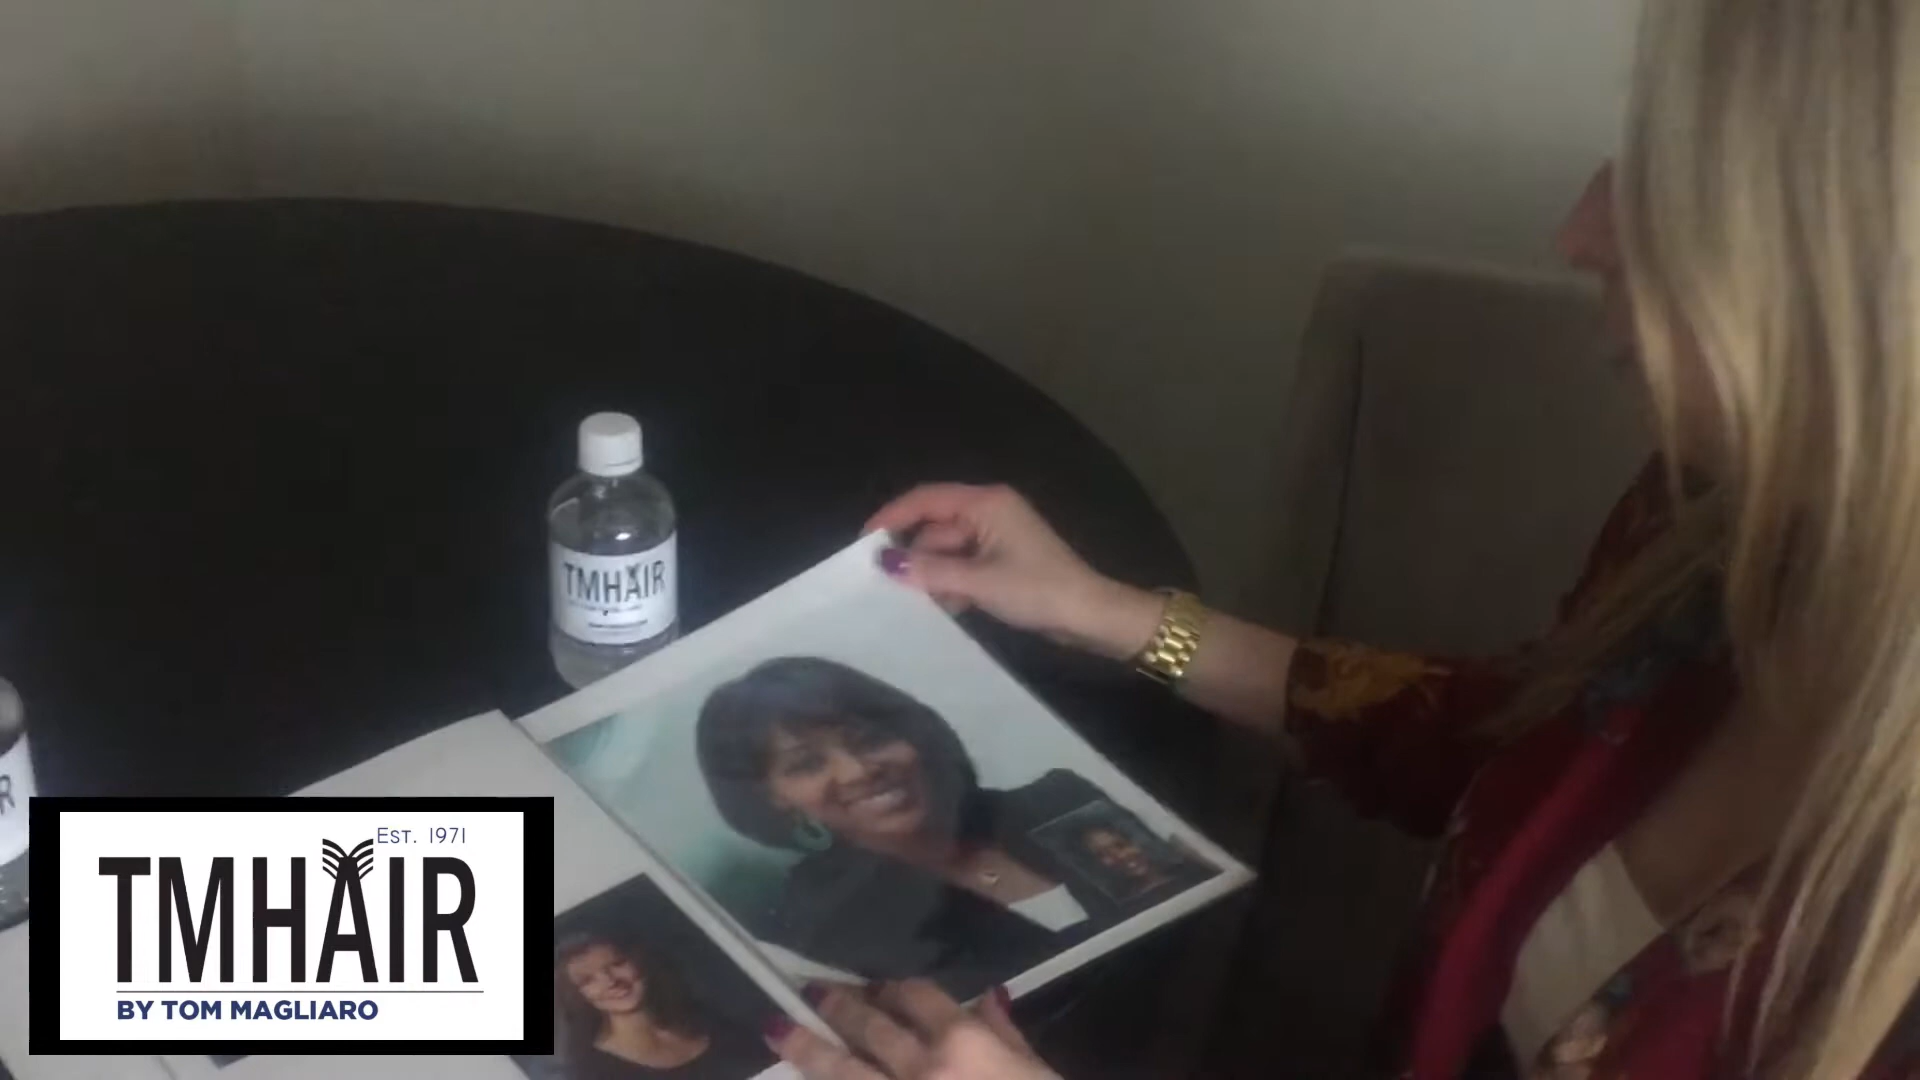 TMHAIR
R
EST. 1971
TMHAIR
BY TOM MAGLIARO